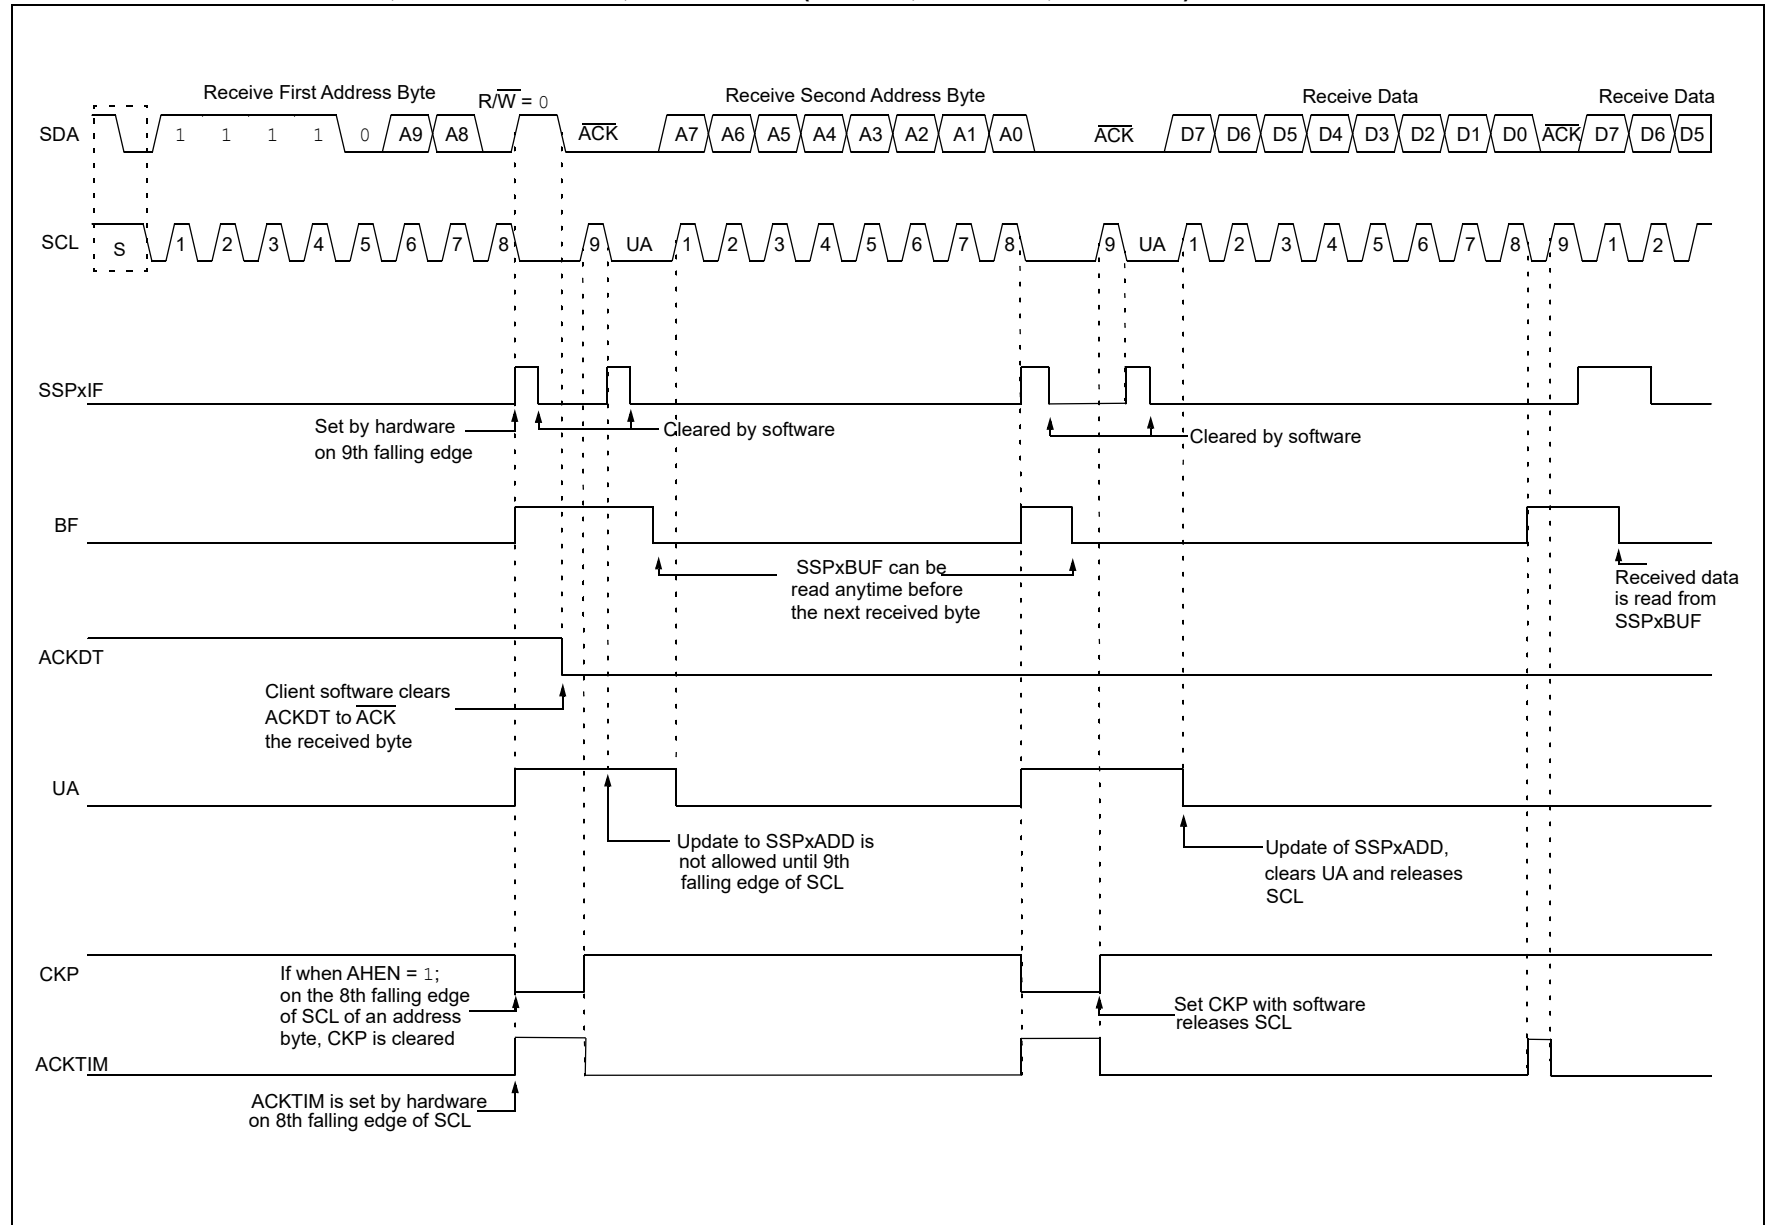 Receive First Address Byte
R/W = 0
Receive Second Address Byte
Receive Data
Receive Data
SDA
1 1 1 1 0 A9 A8 ACK A7 A6 A5 A4 A3 A2 A1 A0 ACK D7 D6 D5 D4 D3 D2 D1 D0 ACK D7 D6 D5
SCL
S 1 2 3 4 5 6 7 8 9 UA 1 2 3 4 5 6 7 8 9 UA 1 2 3 4 5 6 7 8 9 1 2
SSPxIF
Set by hardware
on 9th falling edge
Cleared by software
Cleared by software
BF
SSPxBUF can be
read anytime before
the next received byte
Received data
is read from
SSPxBUF
ACKDT
Client software clears
ACKDT to ACK
the received byte
UA
Update to SSPxADD is
not allowed until 9th
falling edge of SCL
Update of SSPxADD,
clears UA and releases
SCL
CKP
If when AHEN = 1;
on the 8th falling edge
of SCL of an address
byte, CKP is cleared
Set CKP with software
releases SCL
ACKTIM
ACKTIM is set by hardware
on 8th falling edge of SCL